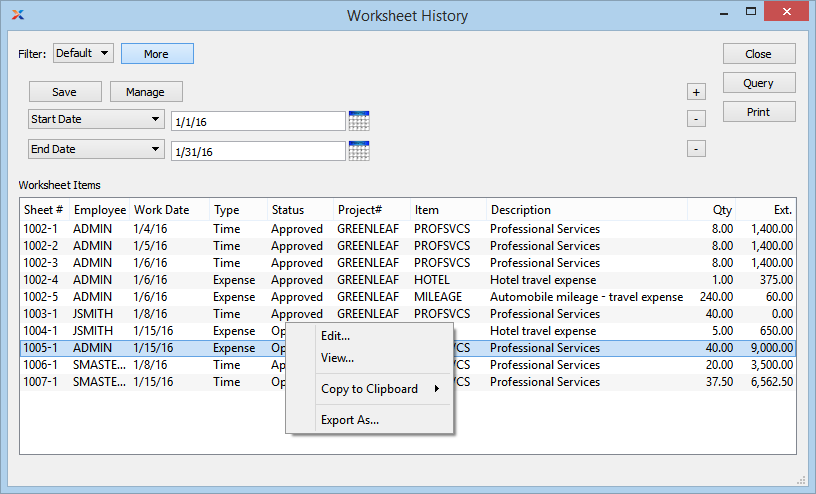 Worksheet History
Filter: Default More Close
Save Manage + Query
Start Date 1/1/16 - Print
End Date 1/31/16 -
Worksheet Items
Sheet # Employee Work Date Type Status Project# Item Description Qty Ext.
1002-1 ADMIN 1/4/16 Time Approved GREENLEAF PROFSVCS Professional Services 8.00 1,400.00
1002-2 ADMIN 1/5/16 Time Approved GREENLEAF PROFSVCS Professional Services 8.00 1,400.00
1002-3 ADMIN 1/6/16 Time Approved GREENLEAF PROFSVCS Professional Services 8.00 1,400.00
1002-4 ADMIN 1/6/16 Expense Approved GREENLEAF HOTEL Hotel travel expense 1.00 375.00
1002-5 ADMIN 1/6/16 Expense Approved GREENLEAF MILEAGE Automobile mileage - travel expense 240.00 60.00
1003-1 JSMITH 1/8/16 Time Approved GREENLEAF PROFSVCS Professional Services 40.00 0.00
1004-1 JSMITH 1/15/16 Expense Op Hotel travel expense 5.00 650.00
1005-1 ADMIN 1/15/16 Expense Op CS Professional Services 40.00 9,000.00
1006-1 SMASTE... 1/8/16 Time App CS Professional Services 20.00 3,500.00
1007-1 SMASTE... 1/15/16 Time Op CS Professional Services 37.50 6,562.50
Edit...
View...
Copy to Clipboard
Export As...